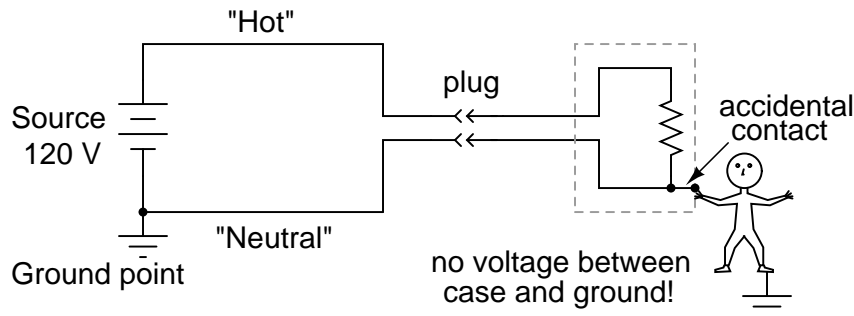 "Hot"
plug
Source
120 V
accidental
contact
"Neutral"
Ground point
no voltage between
case and ground!